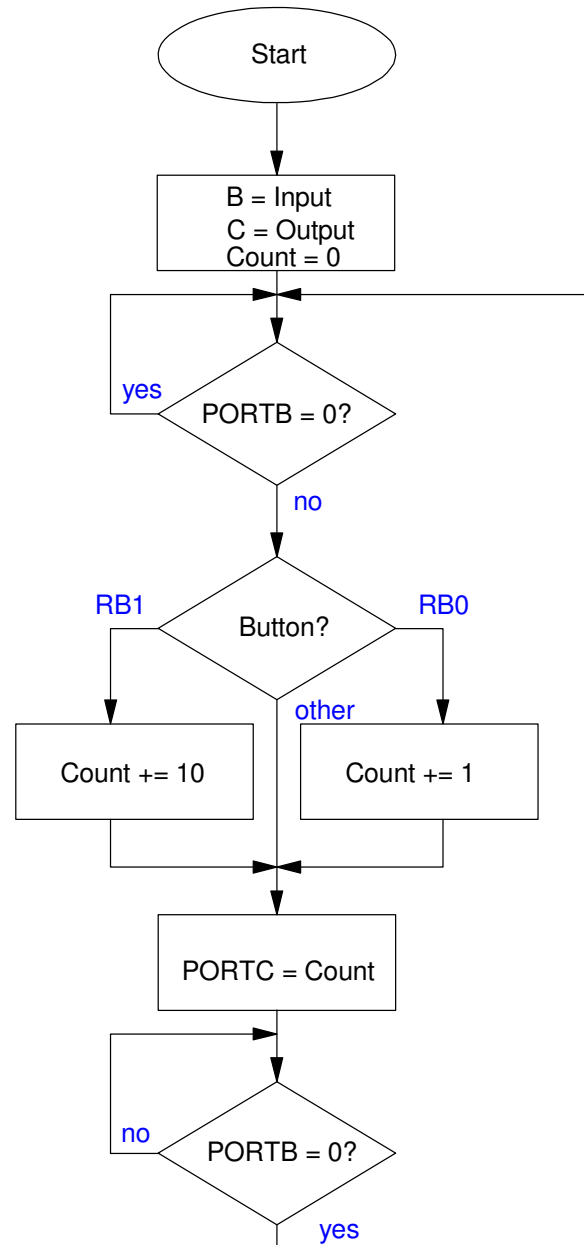 Start
B = Input
C = Output
Count = 0
yes
PORTB = 0?
no
RB1
Button?
RB0
other
Count += 10
Count += 1
PORTC = Count
no
PORTB = 0?
yes